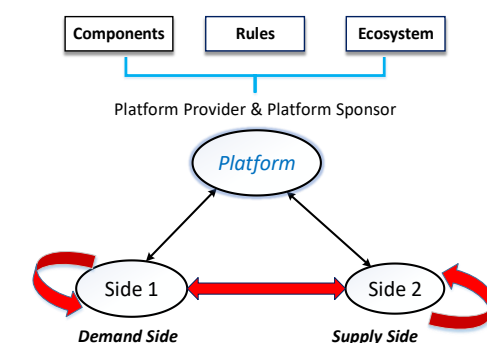 Components Rules Ecosystem
Platform Provider & Platform Sponsor
Platform
Side 1 Side 2
Demand Side Supply Side